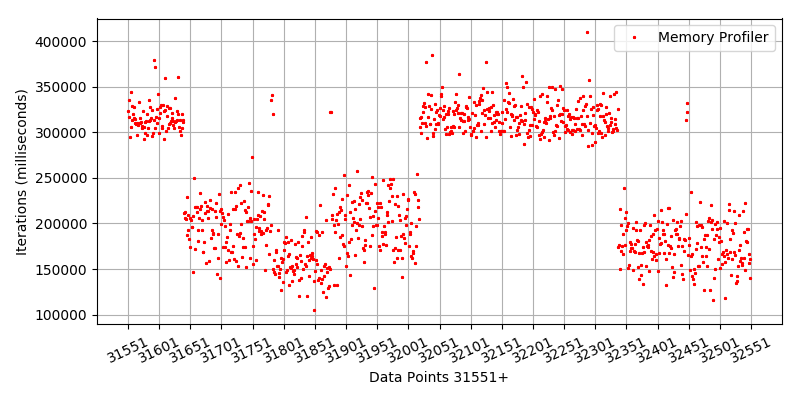 Memory Profiler
Iterations (milliseconds)
400000
350000
300000
250000
200000
150000
100000
31551 31601 31651 31701 31751 31801 31851 31901 31951 32001 32051 32101 32151 32201 32251 32301 32351 32401 32451 32501 32551
Data Points 31551+